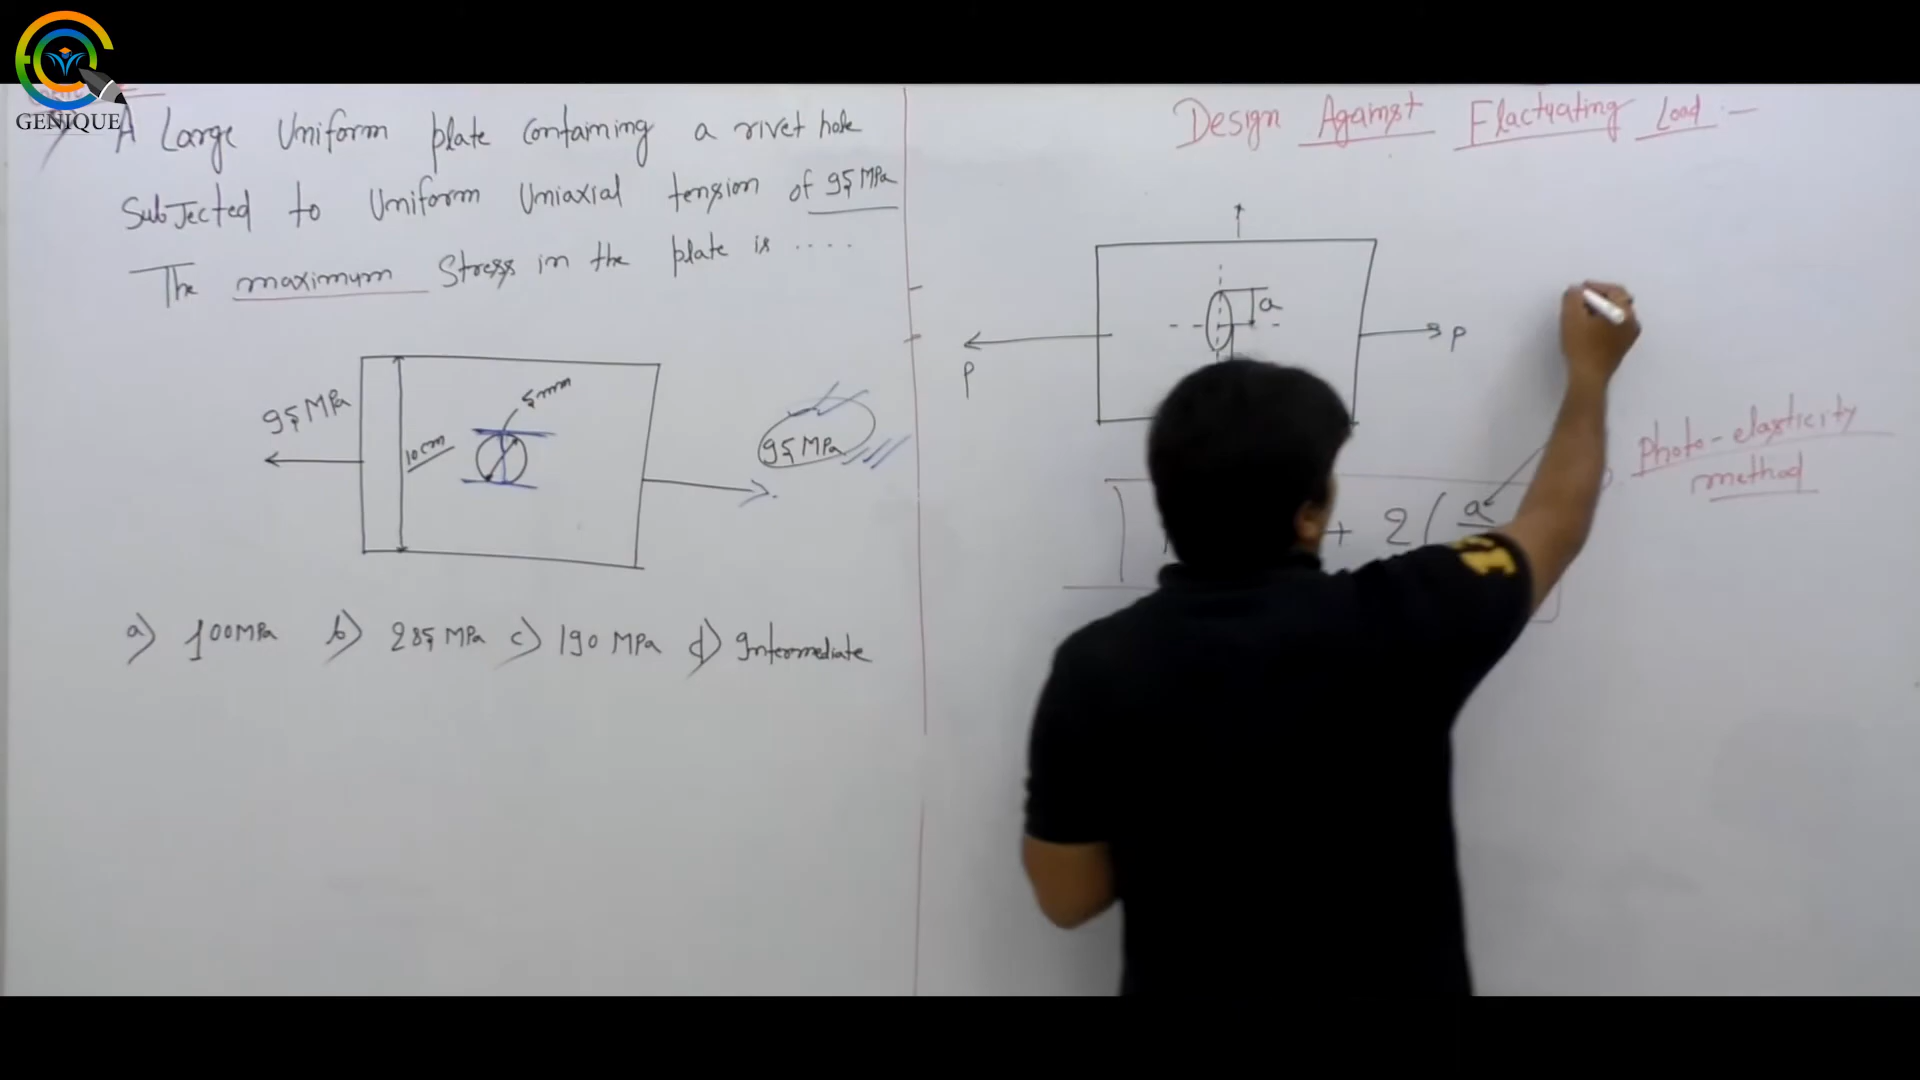 GENIQUE
A Large Uniform plate Containing a rivet hole
Subjected to Uniform Uniaxial tension of 95 MPa
The maximum Stress in the plate is ....
95 MPa
10cm
5mm
95 MPa
a) 100MPa b) 285 MPa c) 190 MPa d) Intermediate
Design Against Flactuating Load :-
a
P
P
+ 2 ( a
Photo-elasticity
method